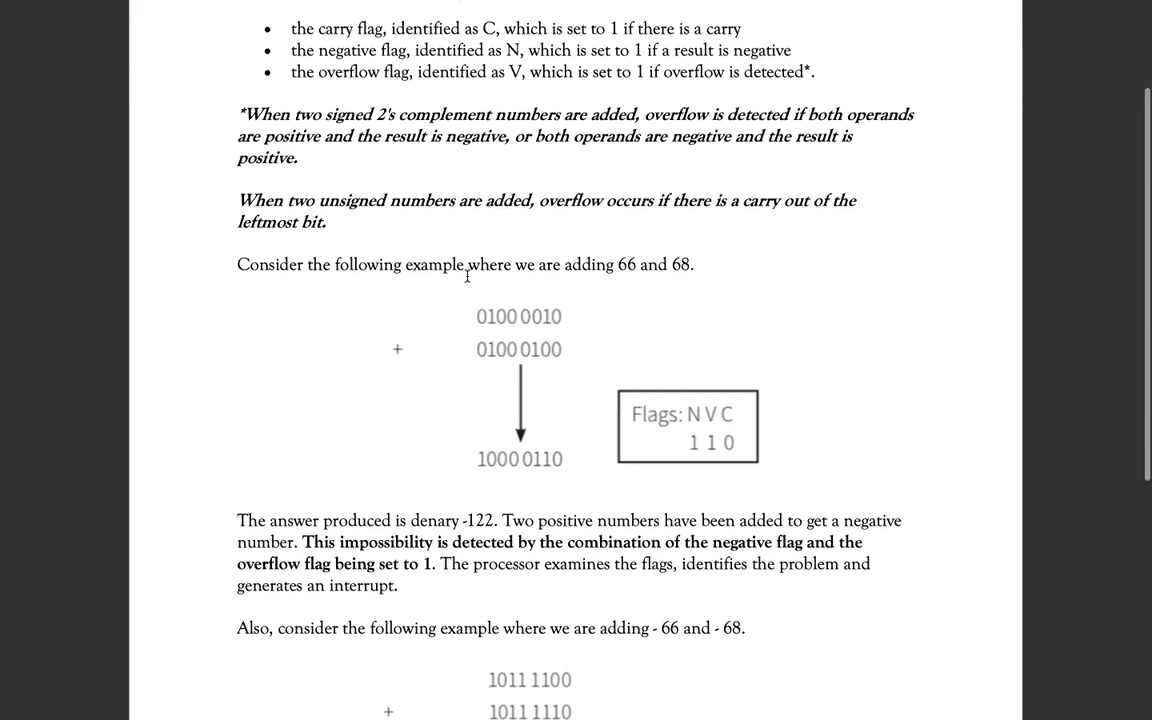 • the carry flag, identified as C, which is set to 1 if there is a carry
• the negative flag, identified as N, which is set to 1 if a result is negative
• the overflow flag, identified as V, which is set to 1 if overflow is detected*.
*When two signed 2's complement numbers are added, overflow is detected if both operands
are positive and the result is negative, or both operands are negative and the result is
positive.
When two unsigned numbers are added, overflow occurs if there is a carry out of the
leftmost bit.
Consider the following example where we are adding 66 and 68.
0100 0010
+ 0100 0100
Flags: N V C
1 1 0
1000 0110
The answer produced is denary -122. Two positive numbers have been added to get a negative
number. This impossibility is detected by the combination of the negative flag and the
overflow flag being set to 1. The processor examines the flags, identifies the problem and
generates an interrupt.
Also, consider the following example where we are adding - 66 and - 68.
1011 1100
+ 1011 1110